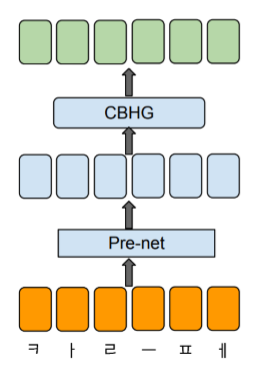 CBHG
Pre-net
ㅋ ㅏ ㄹ ㅡ ㅍ ㅔ